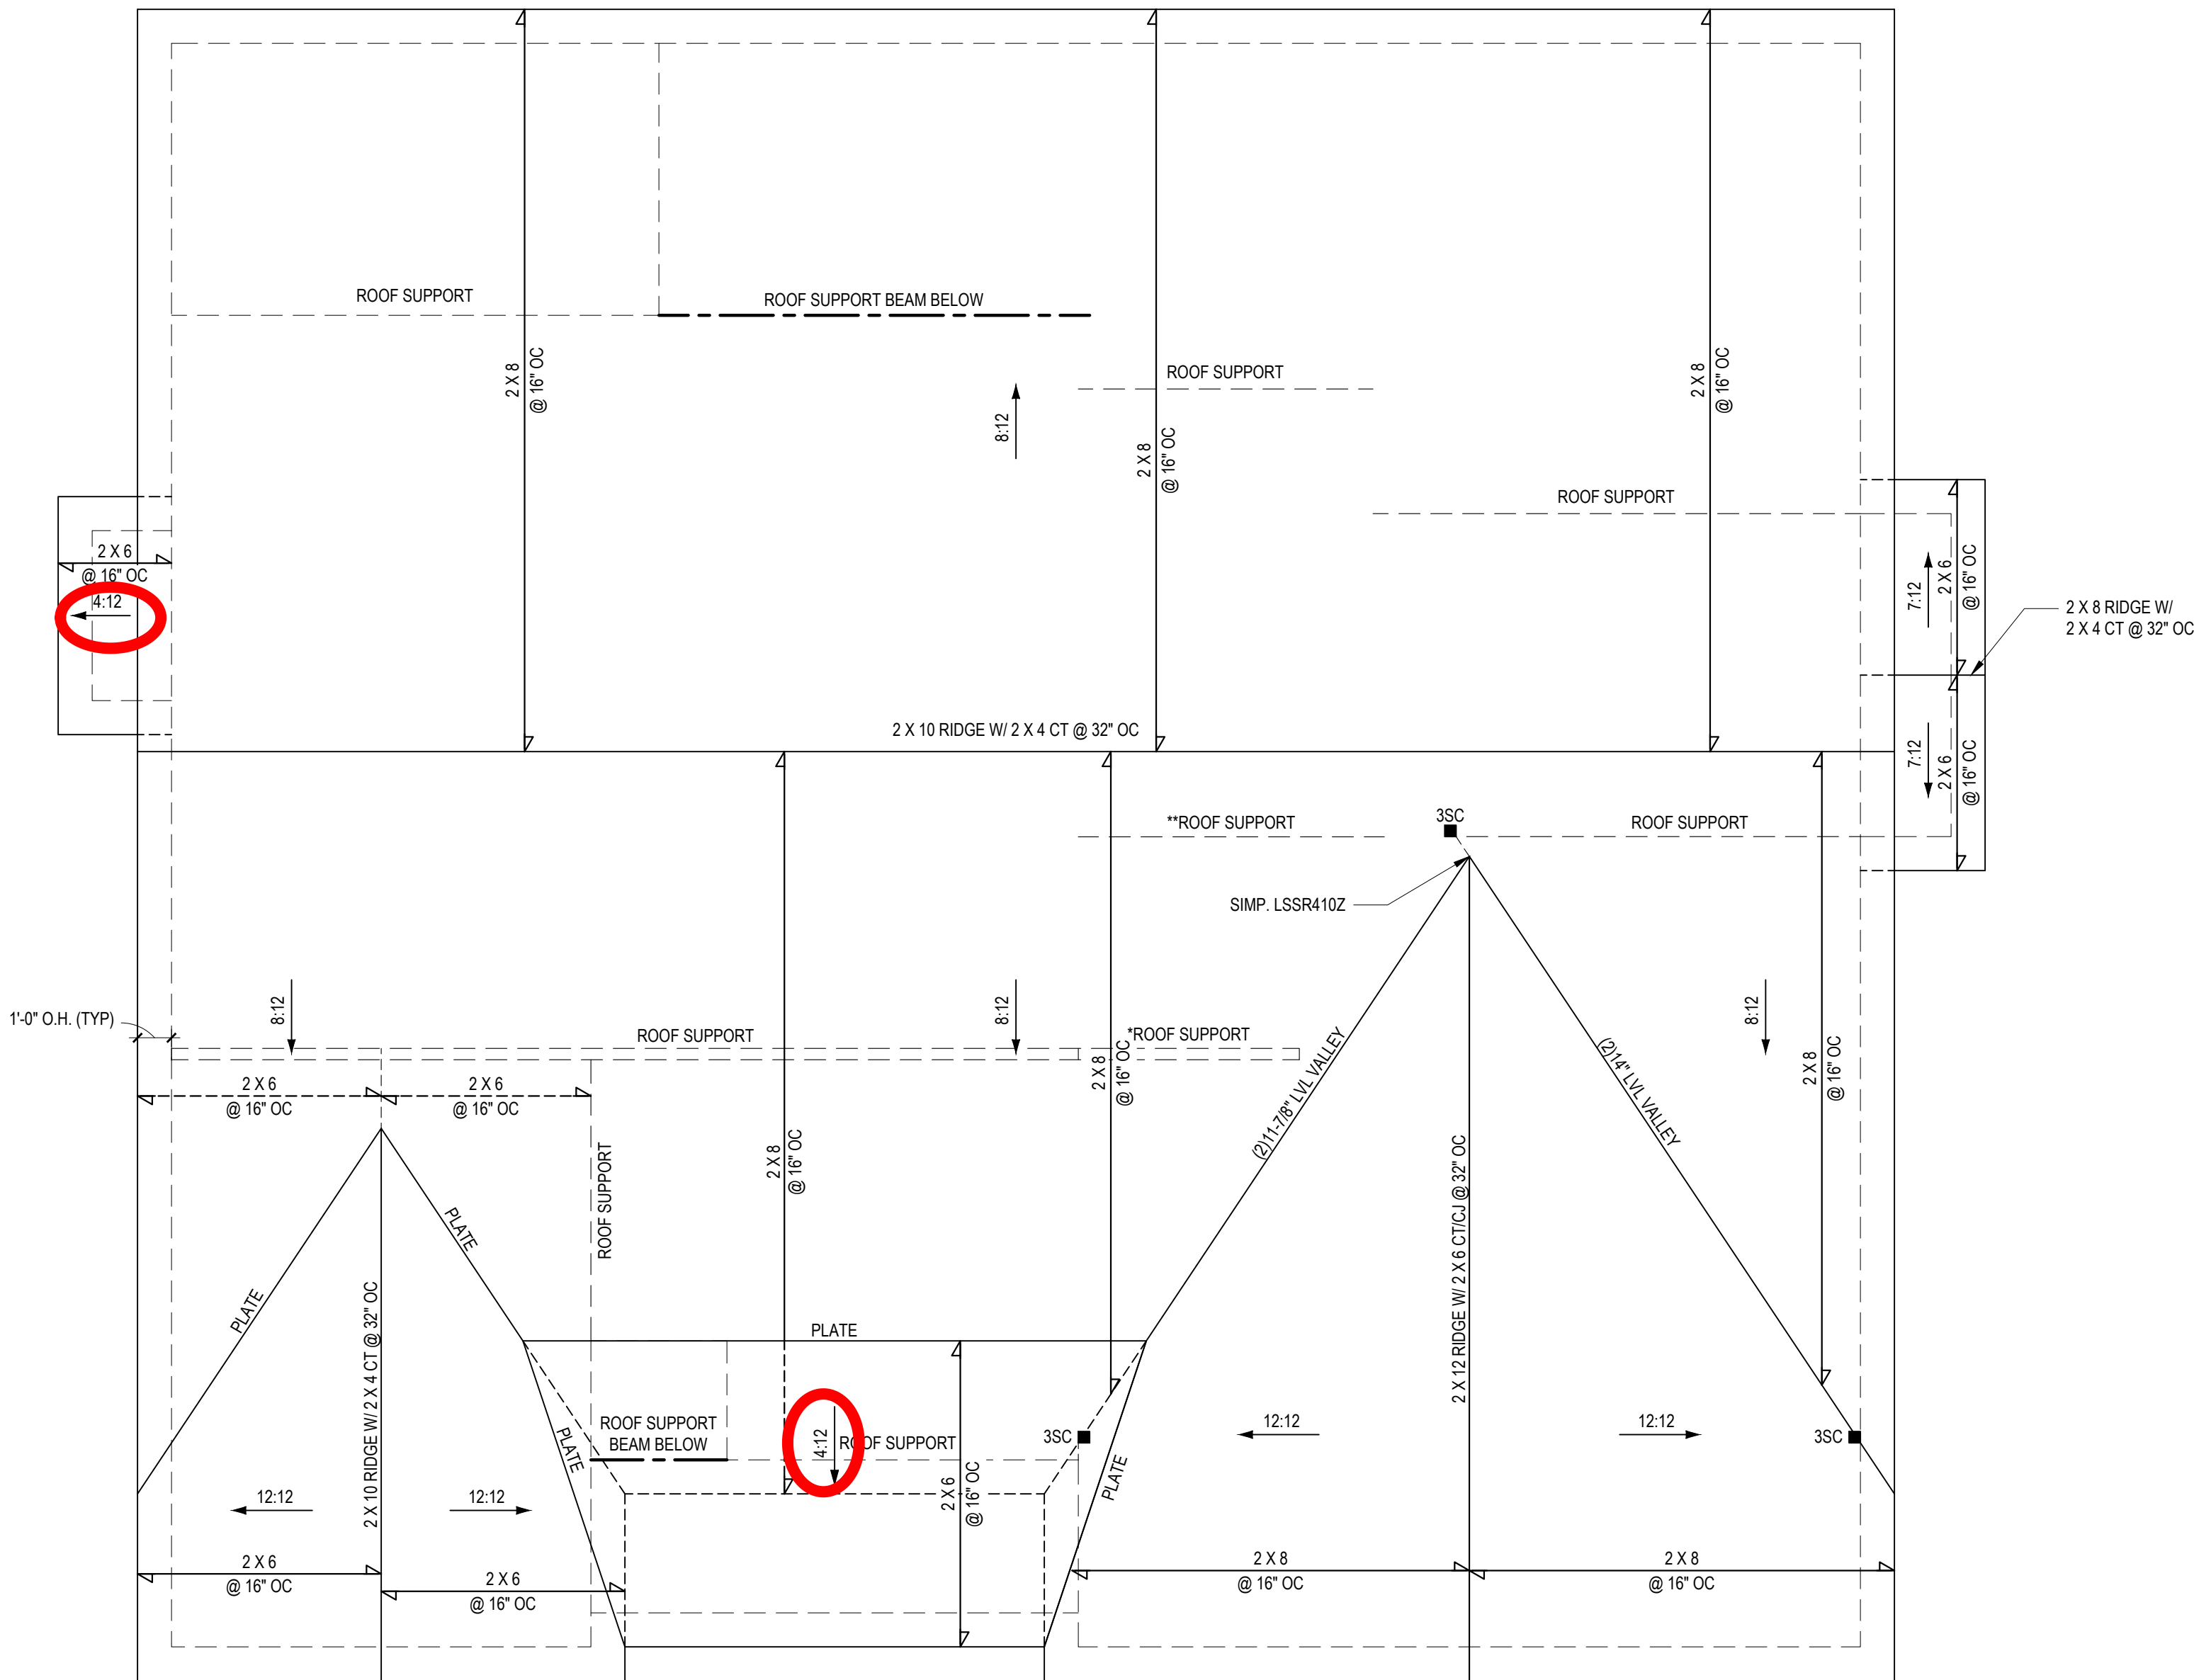 ROOF SUPPORT
ROOF SUPPORT BEAM BELOW
2 X 8
@ 16" OC
ROOF SUPPORT
8:12
2 X 8
@ 16" OC
2 X 8
@ 16" OC
ROOF SUPPORT
2 X 6
@ 16" OC
4:12
7:12
2 X 6
@ 16" OC
2 X 8 RIDGE W/
2 X 4 CT @ 32" OC
2 X 10 RIDGE W/ 2 X 4 CT @ 32" OC
7:12
2 X 6
@ 16" OC
**ROOF SUPPORT
3SC
ROOF SUPPORT
SIMP. LSSR410Z
1'-0" O.H. (TYP)
8:12
ROOF SUPPORT
8:12
*ROOF SUPPORT
8:12
2 X 8
@ 16" OC
2 X 8
@ 16" OC
2 X 6
@ 16" OC
2 X 6
@ 16" OC
(2)11-7/8" LVL VALLEY
(2)14" LVL VALLEY
2 X 8
@ 16" OC
ROOF SUPPORT
PLATE
PLATE
2 X 10 RIDGE W/ 2 X 4 CT @ 32" OC
2 X 12 RIDGE W/ 2 X 6 CT/CJ @ 32" OC
PLATE
ROOF SUPPORT
BEAM BELOW
4:12
ROOF SUPPORT
3SC
12:12
12:12
3SC
PLATE
PLATE
2 X 6
@ 16" OC
12:12
12:12
2 X 6
@ 16" OC
2 X 6
@ 16" OC
2 X 8
@ 16" OC
2 X 8
@ 16" OC